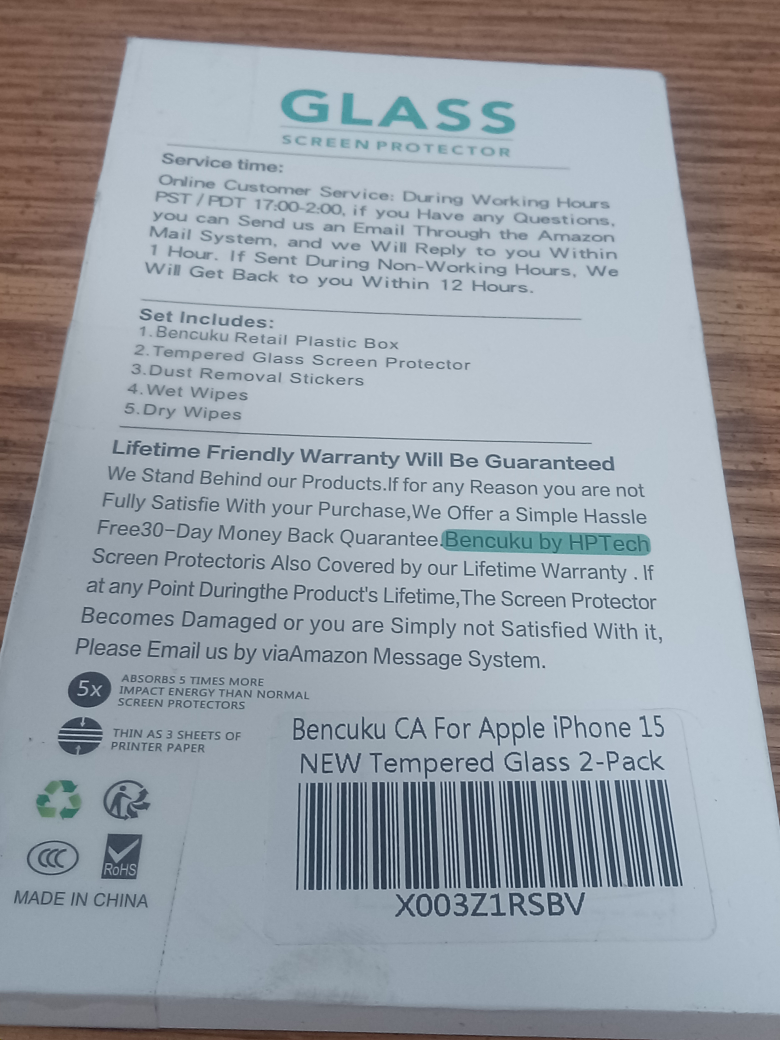 GLASS
SCREEN PROTECTOR
Service time:
Online Customer Service: During Working Hours
PST/PDT 17:00-2:00, if you Have any Questions,
you can Send us an Email Through the Amazon
Mail System, and we Will Reply to you Within
1 Hour. If Sent During Non-Working Hours, We
Will Get Back to you Within 12 Hours.
Set Includes:
1.Bencuku Retail Plastic Box
2.Tempered Glass Screen Protector
3.Dust Removal Stickers
4.Wet Wipes
5.Dry Wipes
Lifetime Friendly Warranty Will Be Guaranteed
We Stand Behind our Products.If for any Reason you are not
Fully Satisfie With your Purchase,We Offer a Simple Hassle
Free30-Day Money Back Quarantee.Bencuku by HPTech
Screen Protectoris Also Covered by our Lifetime Warranty . If
at any Point Duringthe Product's Lifetime,The Screen Protector
Becomes Damaged or you are Simply not Satisfied With it,
Please Email us by viaAmazon Message System.
5x
ABSORBS 5 TIMES MORE
IMPACT ENERGY THAN NORMAL
SCREEN PROTECTORS
THIN AS 3 SHEETS OF
PRINTER PAPER
CCC
RoHS
MADE IN CHINA
Bencuku CA For Apple iPhone 15
NEW Tempered Glass 2-Pack
X003Z1RSBV